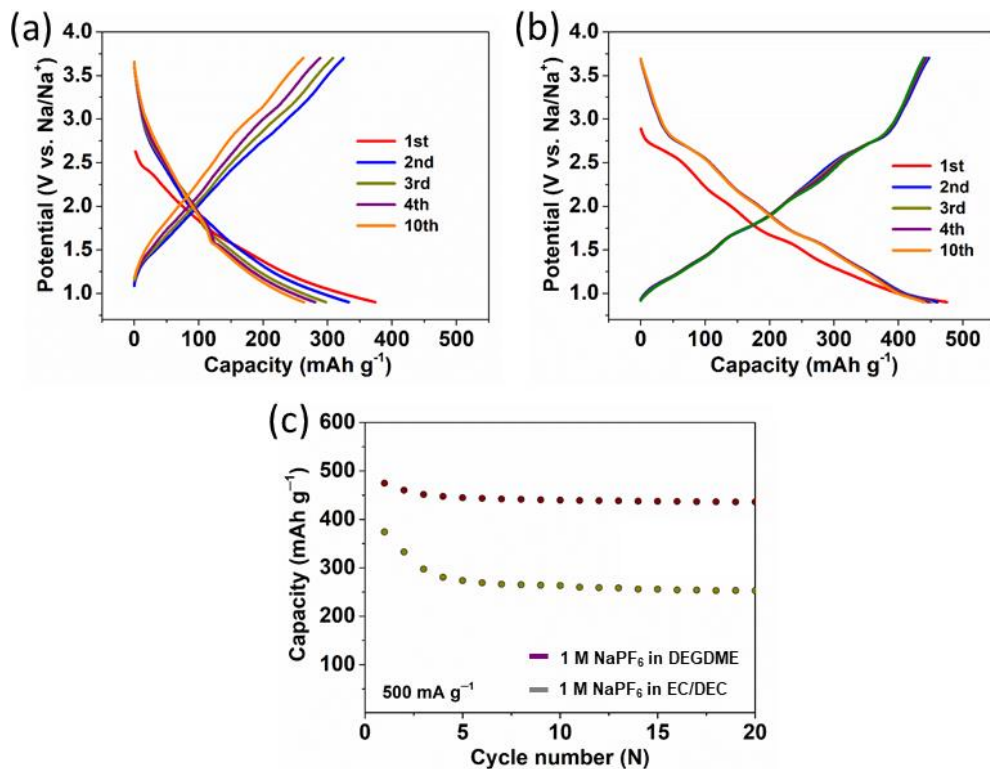 (a)
4.0
3.5
3.0
2.5
2.0
1.5
1.0
Potential (V vs. Na/Na⁺)
1st
2nd
3rd
4th
10th
0 100 200 300 400 500
Capacity (mAh g⁻¹)
(b)
4.0
3.5
3.0
2.5
2.0
1.5
1.0
Potential (V vs. Na/Na⁺)
1st
2nd
3rd
4th
10th
0 100 200 300 400 500
Capacity (mAh g⁻¹)
(c)
600
500
400
300
200
100
0
Capacity (mAh g⁻¹)
1 M NaPF₆ in DEGDME
1 M NaPF₆ in EC/DEC
500 mA g⁻¹
0 5 10 15 20
Cycle number (N)